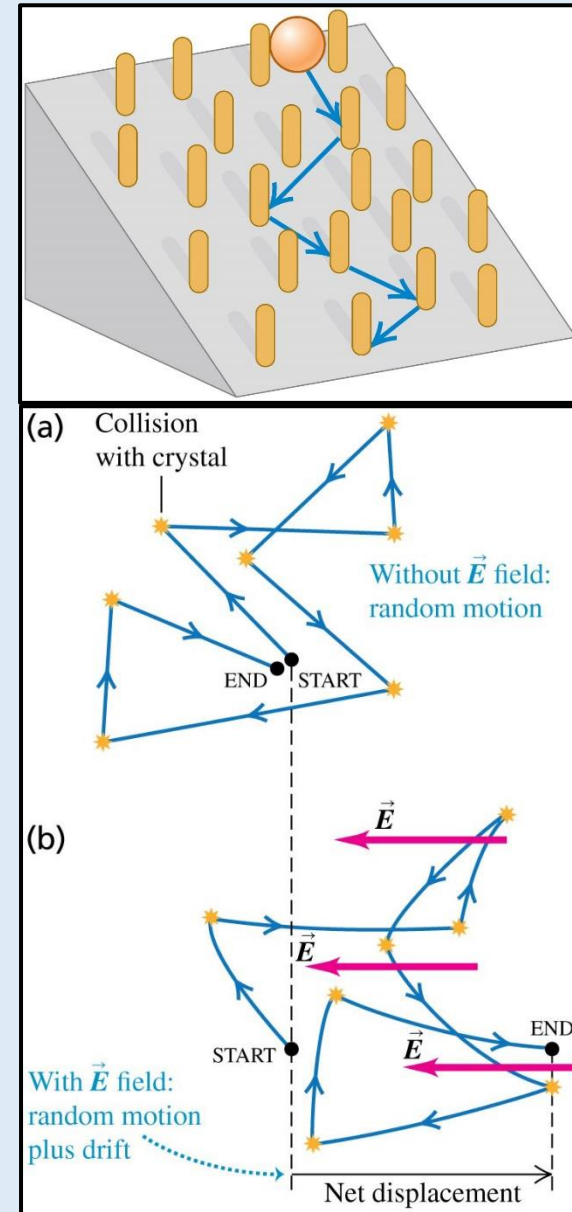 (a)
Collision
with crystal
Without E⃗ field:
random motion
END
START
(b)
E⃗
E⃗
START
END
E⃗
With E⃗ field:
random motion
plus drift
Net displacement